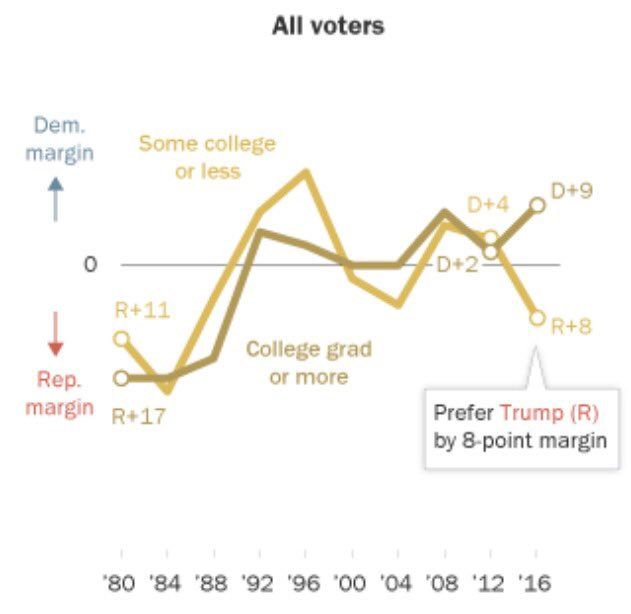 All voters
Dem.
margin
Some college
or less
D+4
D+9
0
D+2
R+11
R+8
College grad
or more
Rep.
margin
R+17
Prefer Trump (R)
by 8-point margin
'80 '84 '88 '92 '96 '00 '04 '08 '12 '16